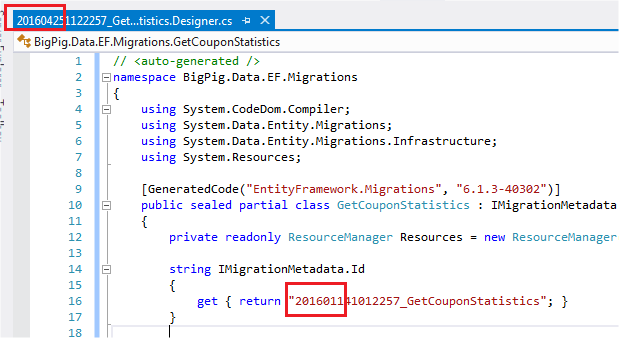 201604251122257_Get...tistics.Designer.cs
BigPig.Data.EF.Migrations.GetCouponStatistics
1 // <auto-generated />
2 namespace BigPig.Data.EF.Migrations
3 {
4 using System.CodeDom.Compiler;
5 using System.Data.Entity.Migrations;
6 using System.Data.Entity.Migrations.Infrastructure;
7 using System.Resources;
8
9 [GeneratedCode("EntityFramework.Migrations", "6.1.3-40302")]
10 public sealed partial class GetCouponStatistics : IMigrationMetadata
11 {
12 private readonly ResourceManager Resources = new ResourceManager
13
14 string IMigrationMetadata.Id
15 {
16 get { return "201601141012257_GetCouponStatistics"; }
17 }
18